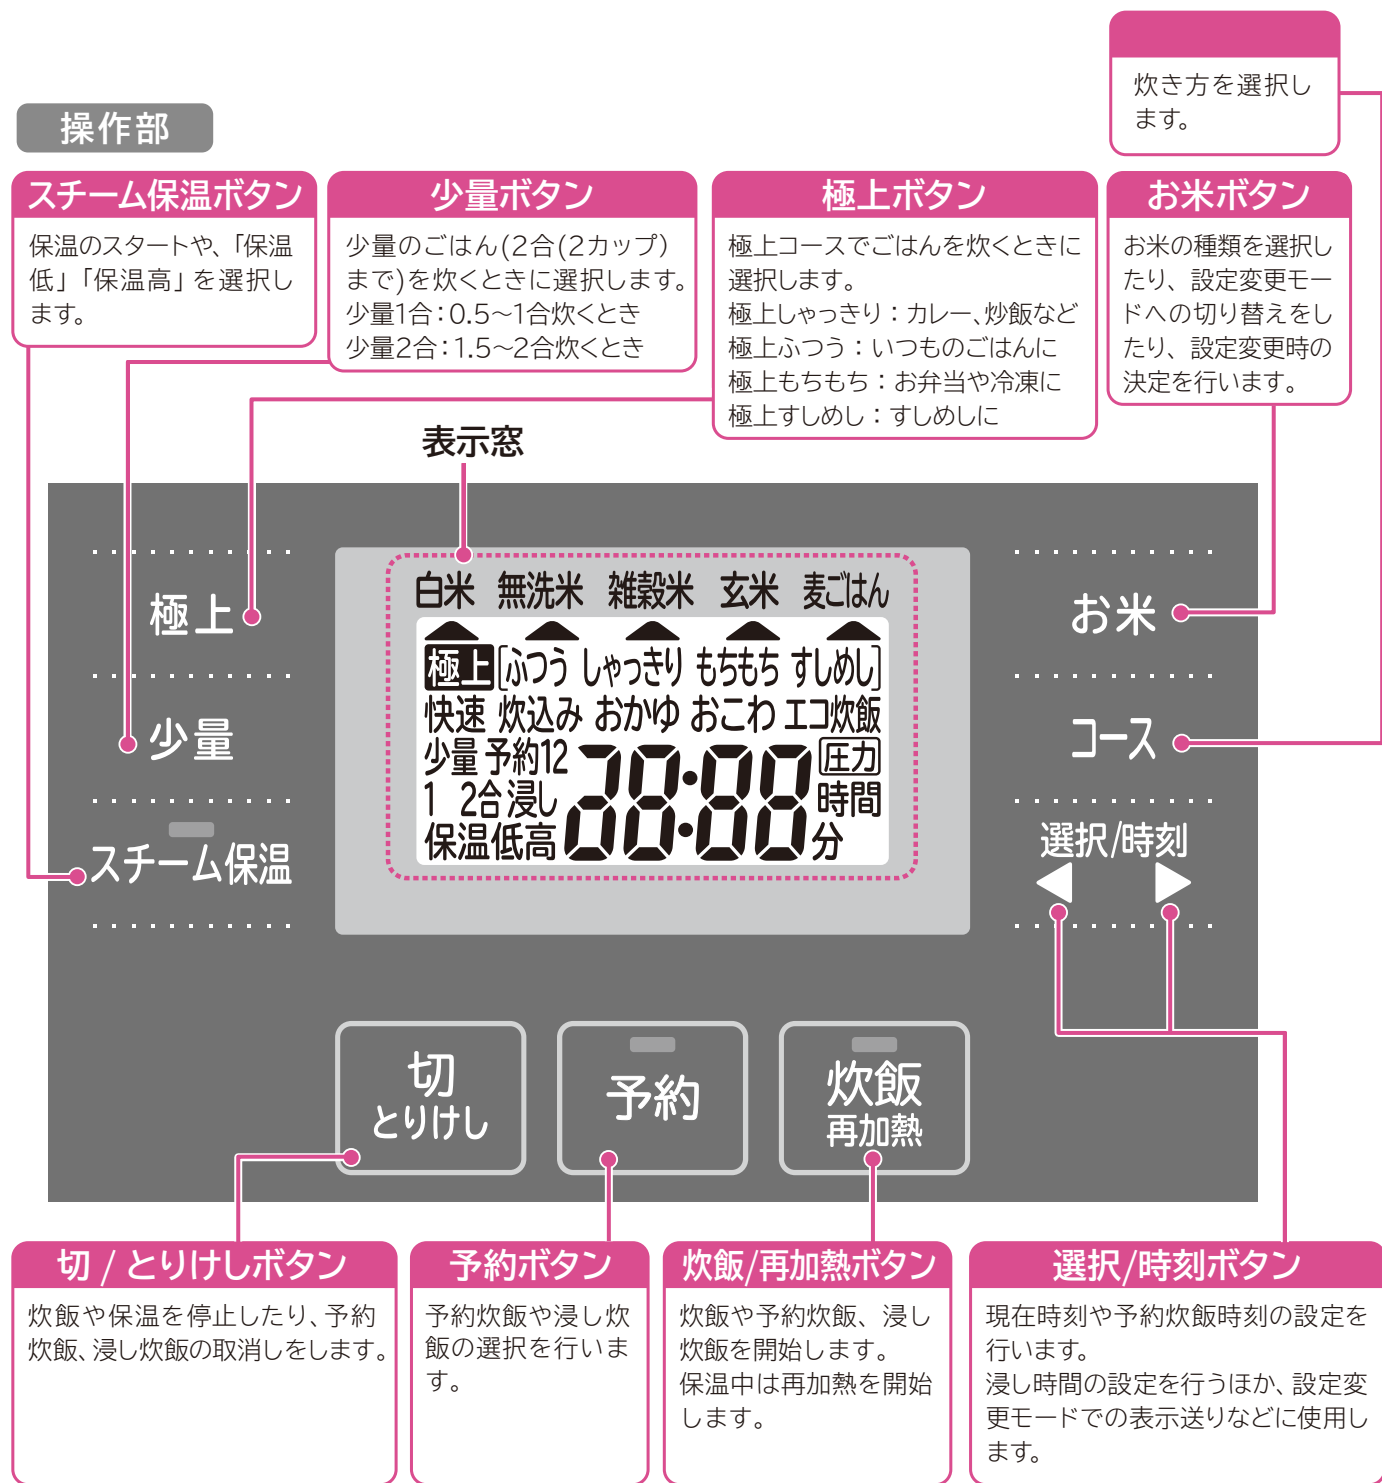 炊き方を選択し
ます。
操作部
スチーム保温ボタン
保温のスタートや、「保温
低」「保温高」を選択し
ます。
少量ボタン
少量のごはん(2合(2カップ)
まで)を炊くときに選択します。
少量1合：0.5〜1合炊くとき
少量2合：1.5〜2合炊くとき
極上ボタン
極上コースでごはんを炊くときに
選択します。
極上しゃっきり：カレー、炒飯など
極上ふつう：いつものごはんに
極上もちもち：お弁当や冷凍に
極上すしめし：すしめしに
お米ボタン
お米の種類を選択し
たり、設定変更モー
ドへの切り替えをし
たり、設定変更時の
決定を行います。
表示窓
極上
少量
スチーム保温
白米 無洗米 雑穀米 玄米 麦ごはん
極上[ふつう しゃっきり もちもち すしめし]
快速 炊込み おかゆ おこわ エコ炊飯
少量 予約12 圧力
1 2合 浸し 28:88 時間
保温低高 分
お米
コース
選択/時刻
切
とりけし
予約
炊飯
再加熱
切 / とりけしボタン
炊飯や保温を停止したり、予約
炊飯、浸し炊飯の取消しをします。
予約ボタン
予約炊飯や浸し炊
飯の選択を行いま
す。
炊飯/再加熱ボタン
炊飯や予約炊飯、浸し
炊飯を開始します。
保温中は再加熱を開始
します。
選択/時刻ボタン
現在時刻や予約炊飯時刻の設定を
行います。
浸し時間の設定を行うほか、設定変
更モードでの表示送りなどに使用し
ます。